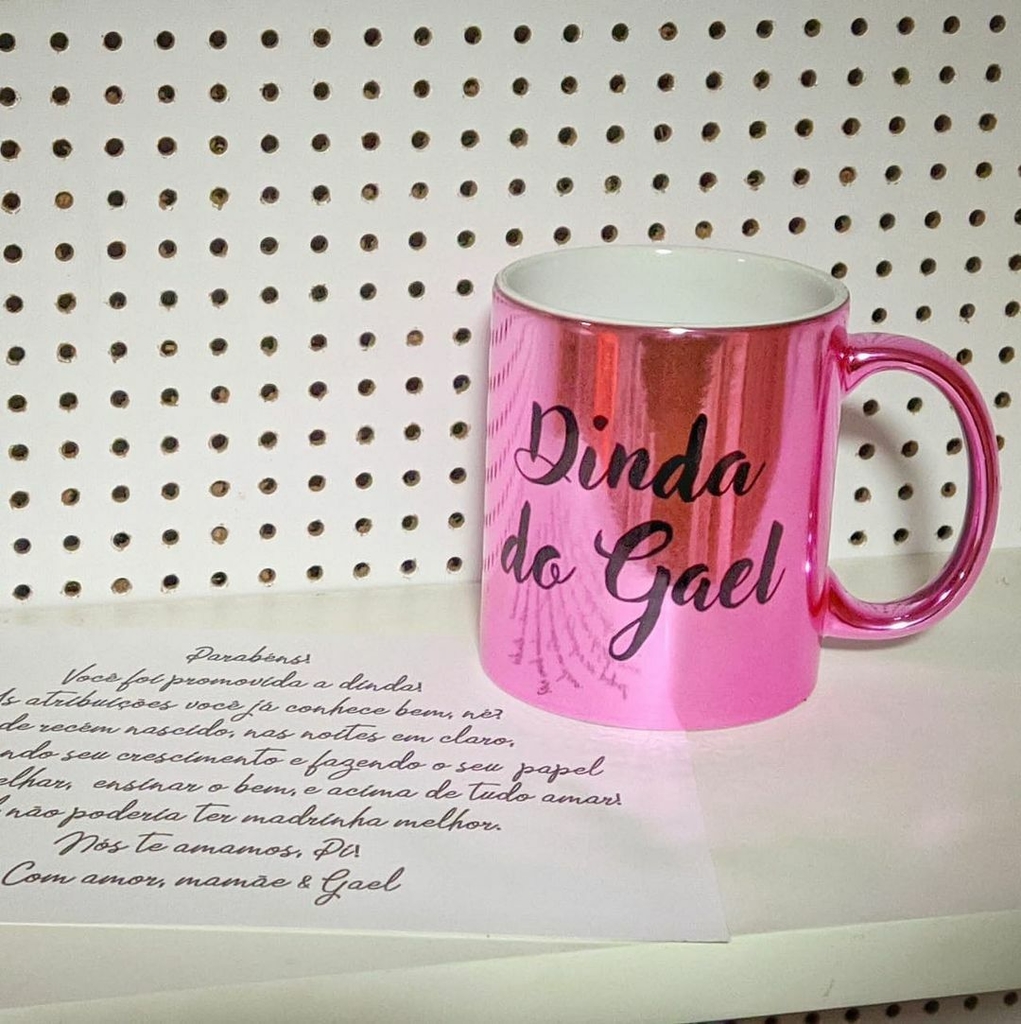 Dinda
do Gael
Parabéns!
Você foi promovida a dinda!
As atribuições você já conhece bem, né?
de recém nascido, nas noites em claro,
seu crescimento e fazendo o seu papel
ensinar o bem, e acima de tudo amar!
não poderia ter madrinha melhor.
Nós te amamos,
Com amor, mamãe & Gael